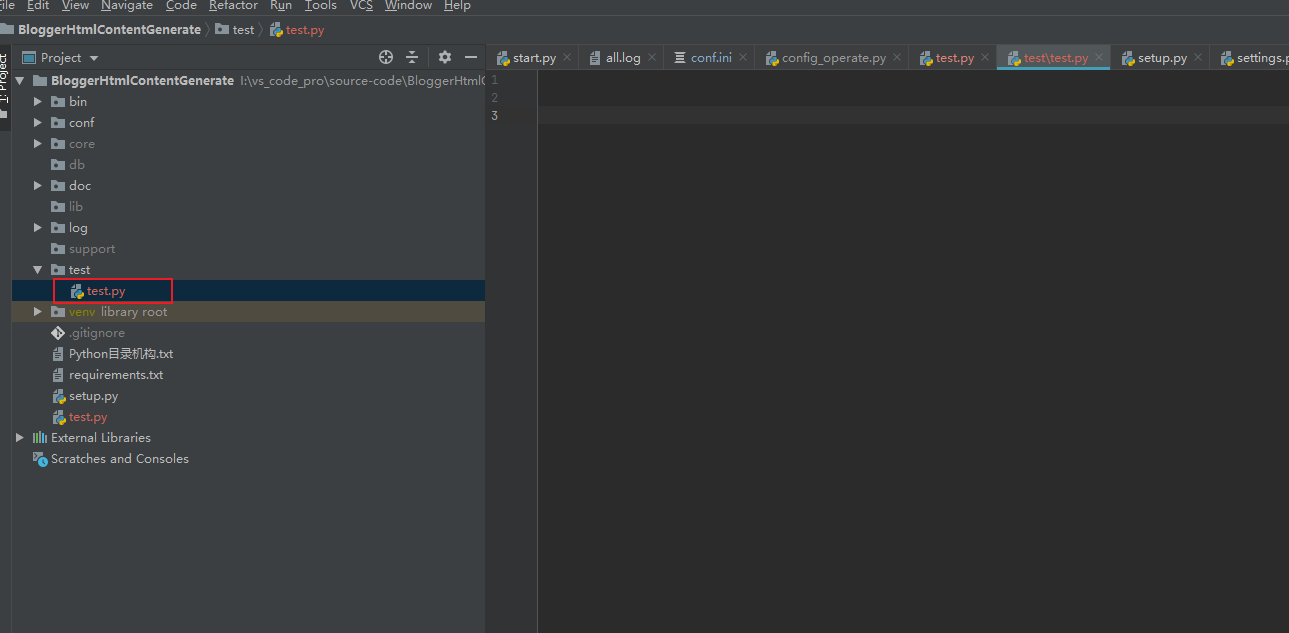 File Edit View Navigate Code Refactor Run Tools VCS Window Help
BloggerHtmlContentGenerate test test.py
1: Project
Project
start.py all.log conf.ini config_operate.py test.py test\test.py setup.py settings.p
BloggerHtmlContentGenerate I:\vs_code_pro\source-code\BloggerHtmlC
bin
conf
core
db
doc
lib
log
support
test
test.py
venv library root
.gitignore
Python目录机构.txt
requirements.txt
setup.py
test.py
External Libraries
Scratches and Consoles
1
2
3